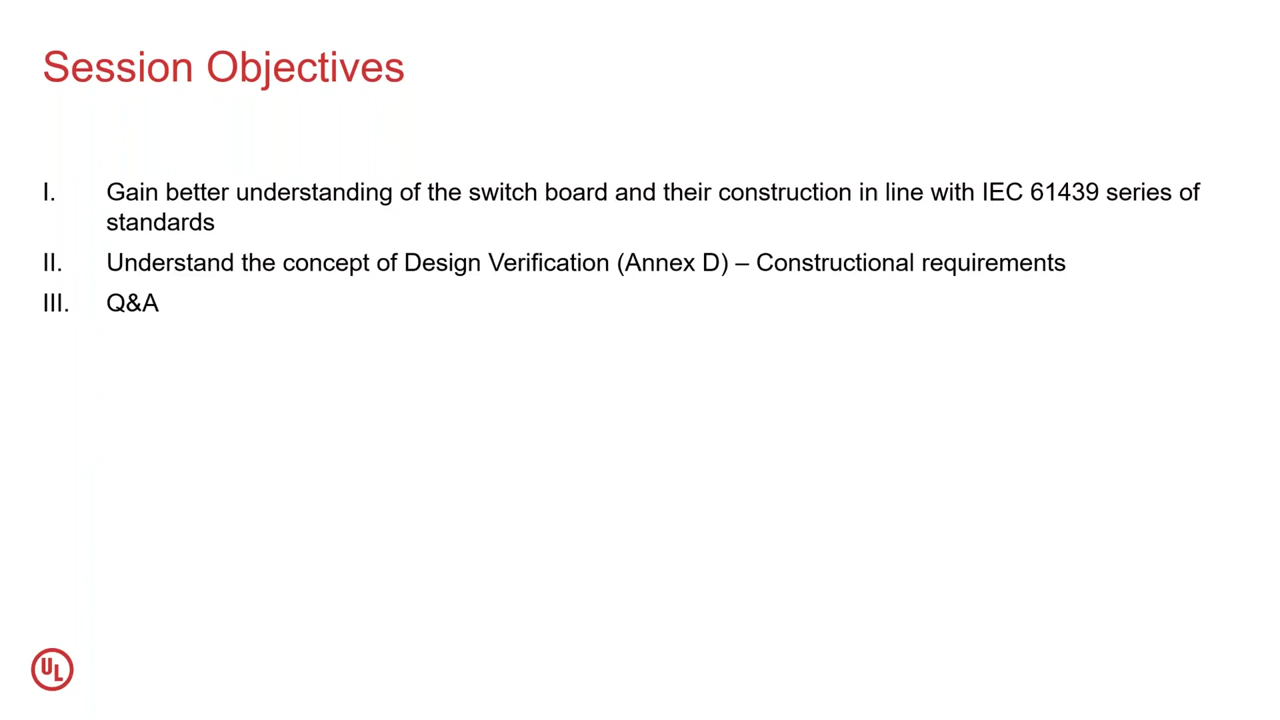 Session Objectives
I. Gain better understanding of the switch board and their construction in line with IEC 61439 series of
standards
II. Understand the concept of Design Verification (Annex D) – Constructional requirements
III. Q&A
UL